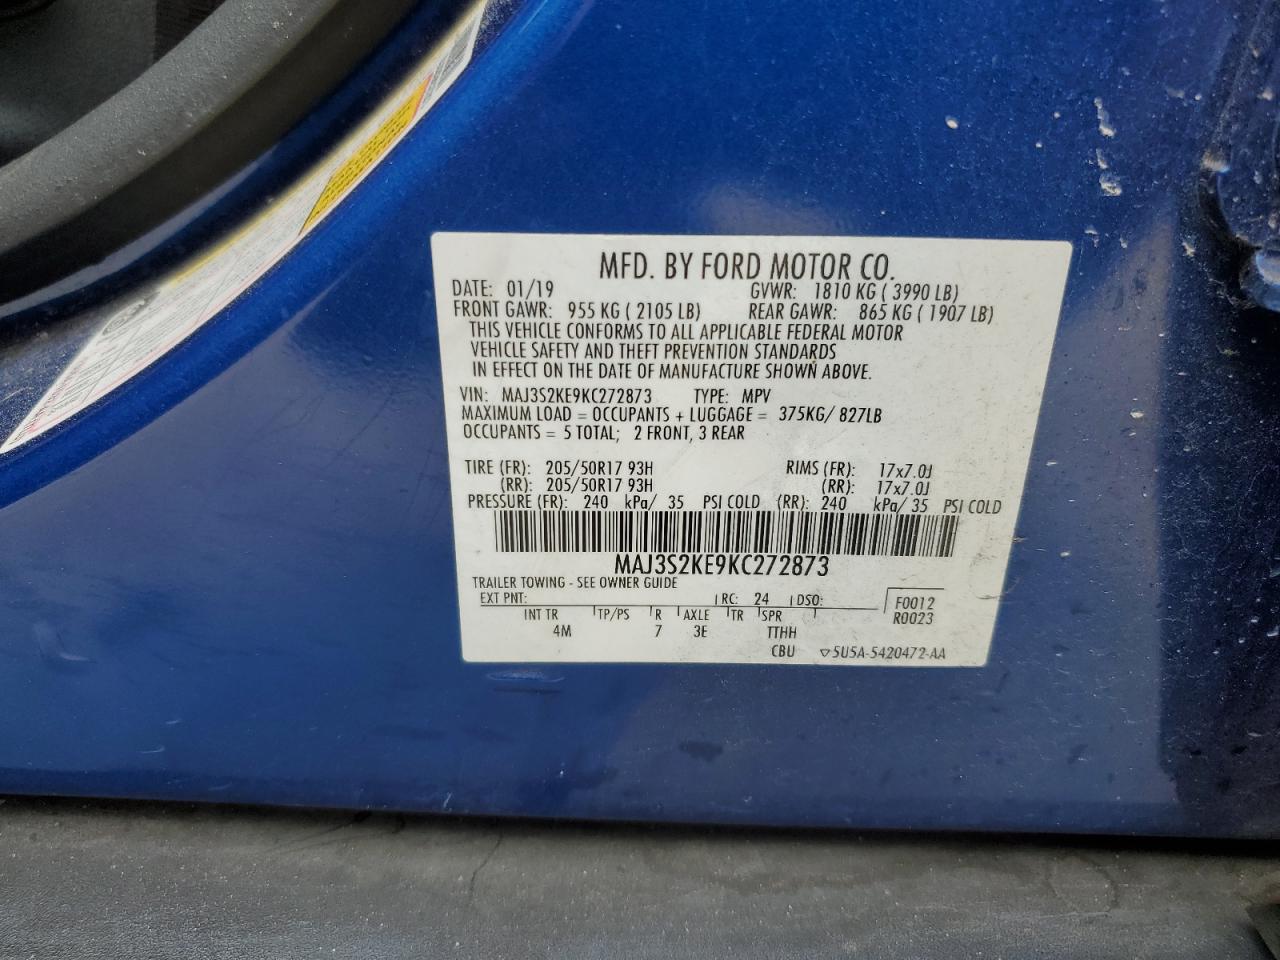 MFD. BY FORD MOTOR CO.
DATE: 01/19 GVWR: 1810 KG ( 3990 LB)
FRONT GAWR: 955 KG ( 2105 LB) REAR GAWR: 865 KG ( 1907 LB)
THIS VEHICLE CONFORMS TO ALL APPLICABLE FEDERAL MOTOR
VEHICLE SAFETY AND THEFT PREVENTION STANDARDS
IN EFFECT ON THE DATE OF MANUFACTURE SHOWN ABOVE.
VIN: MAJ3S2KE9KC272873 TYPE: MPV
MAXIMUM LOAD = OCCUPANTS + LUGGAGE = 375KG/ 827LB
OCCUPANTS = 5 TOTAL; 2 FRONT, 3 REAR
TIRE (FR): 205/50R17 93H RIMS (FR): 17x7.0J
(RR): 205/50R17 93H (RR): 17x7.0J
PRESSURE (FR): 240 kPa/ 35 PSI COLD (RR): 240 kPa/ 35 PSI COLD
MAJ3S2KE9KC272873
TRAILER TOWING - SEE OWNER GUIDE
EXT PNT: RC: 24 DSO: F0012
INT TR TP/PS R AXLE TR SPR R0023
4M 7 3E TTHH
CBU 5U5A-5420472-AA